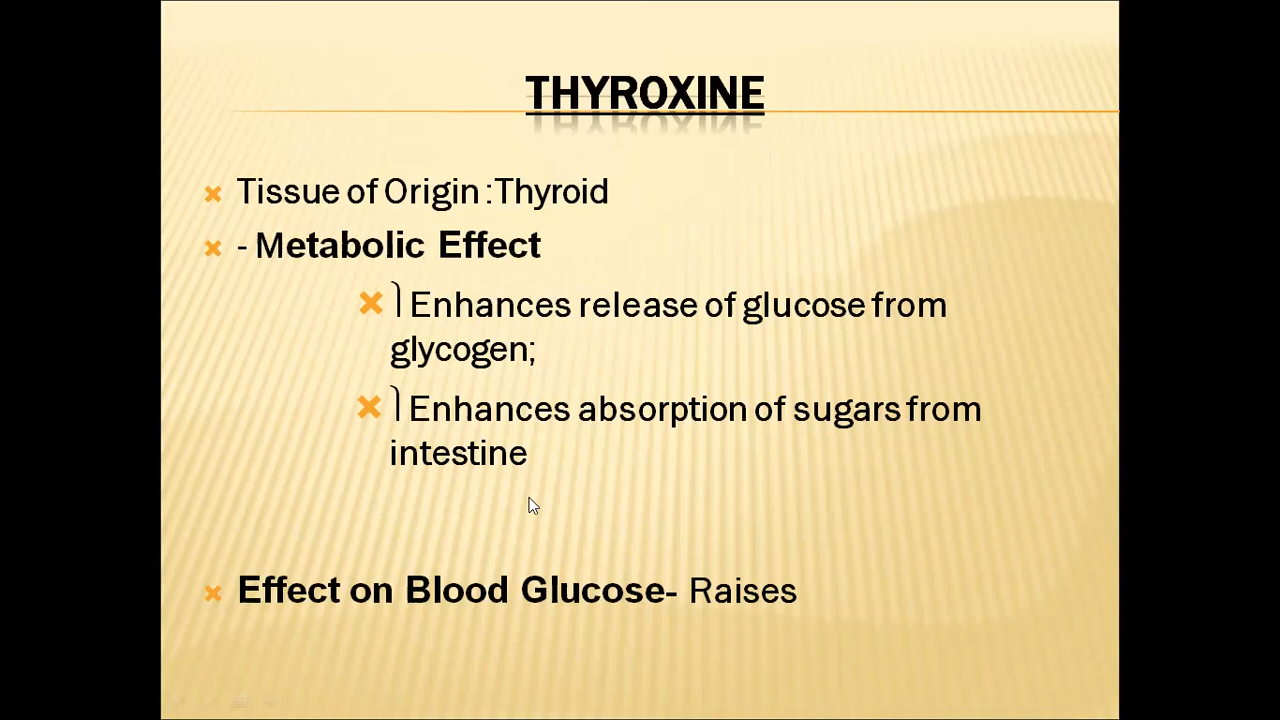 THYROXINE
Tissue of Origin :Thyroid
- Metabolic Effect
Enhances release of glucose from
glycogen;
Enhances absorption of sugars from
intestine
Effect on Blood Glucose- Raises